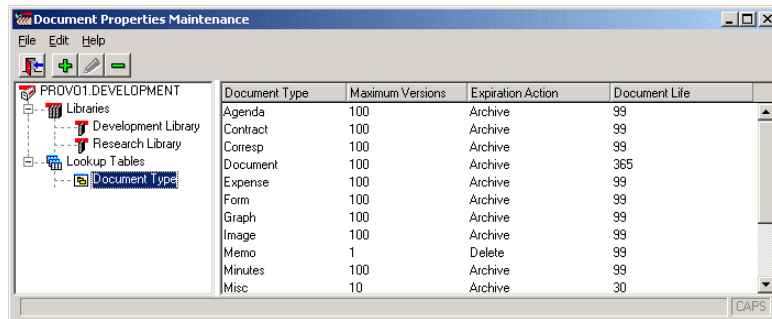 Document Properties Maintenance
File Edit Help
PROVO1.DEVELOPMENT
Libraries
Development Library
Research Library
Lookup Tables
Document Type
Document Type Maximum Versions Expiration Action Document Life
Agenda 100 Archive 99
Contract 100 Archive 99
Corresp 100 Archive 99
Document 100 Archive 365
Expense 100 Archive 99
Form 100 Archive 99
Graph 100 Archive 99
Image 100 Archive 99
Memo 1 Delete 99
Minutes 100 Archive 99
Misc 10 Archive 30
CAPS